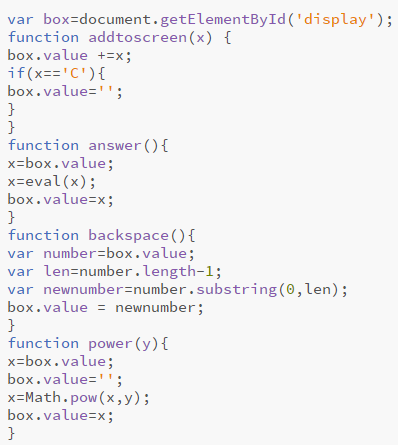 var box=document.getElementById('display');
function addtoscreen(x) {
box.value +=x;
if(x=='C'){
box.value='';
}
}
function answer(){
x=box.value;
x=eval(x);
box.value=x;
}
function backspace(){
var number=box.value;
var len=number.length-1;
var newnumber=number.substring(0,len);
box.value = newnumber;
}
function power(y){
x=box.value;
box.value='';
x=Math.pow(x,y);
box.value=x;
}